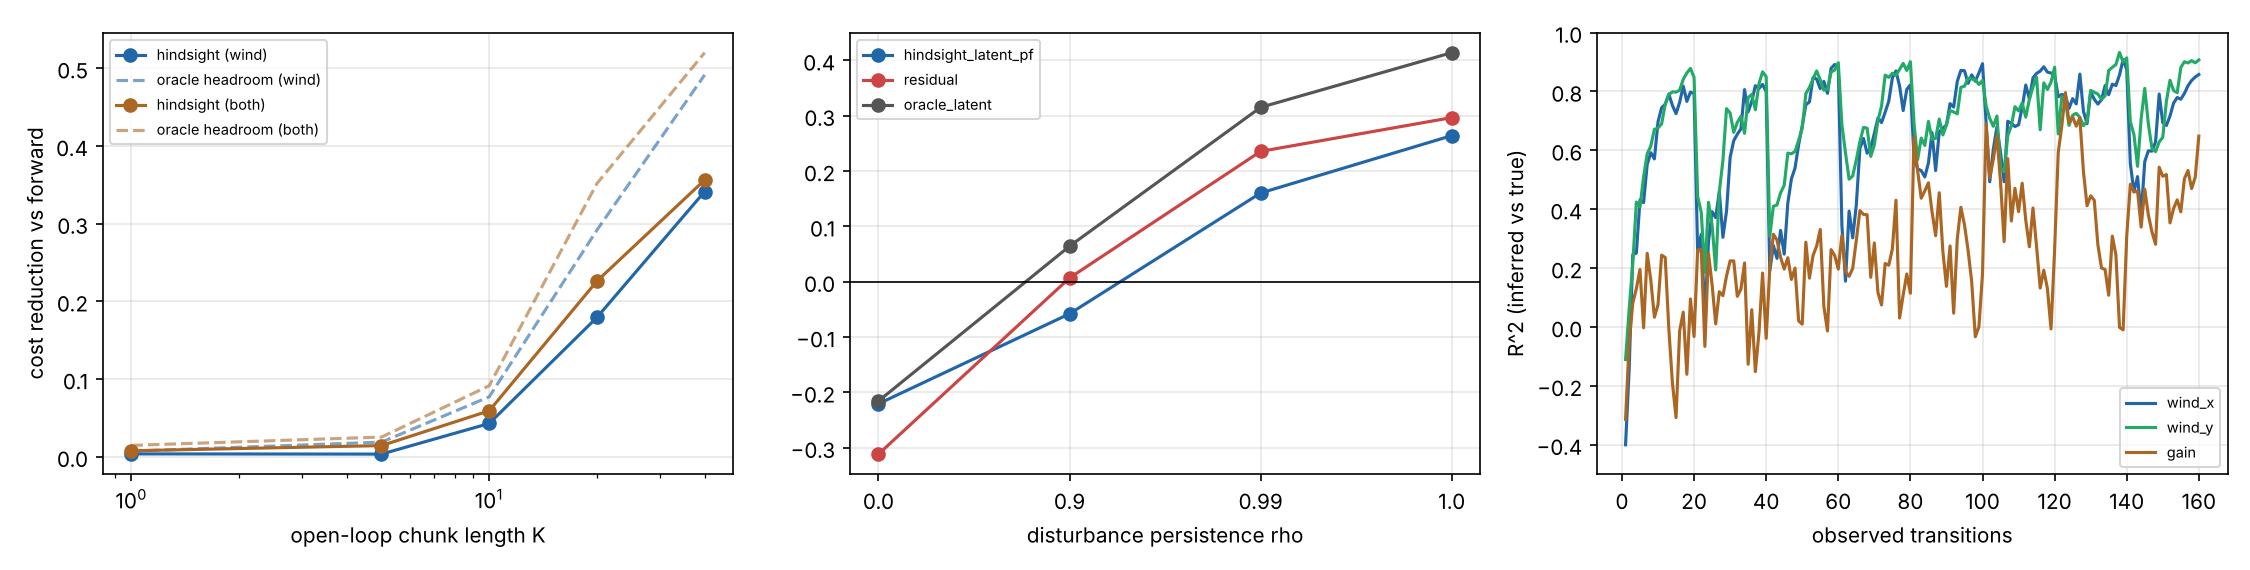 cost reduction vs forward
0.5
0.4
0.3
0.2
0.1
0.0
hindsight (wind)
oracle headroom (wind)
hindsight (both)
oracle headroom (both)
10⁰
10¹
open-loop chunk length K
0.4
0.3
0.2
0.1
0.0
−0.1
−0.2
−0.3
hindsight_latent_pf
residual
oracle_latent
0.0
0.9
0.99
1.0
disturbance persistence rho
R^2 (inferred vs true)
1.0
0.8
0.6
0.4
0.2
0.0
−0.2
−0.4
wind_x
wind_y
gain
0
20
40
60
80
100
120
140
160
observed transitions